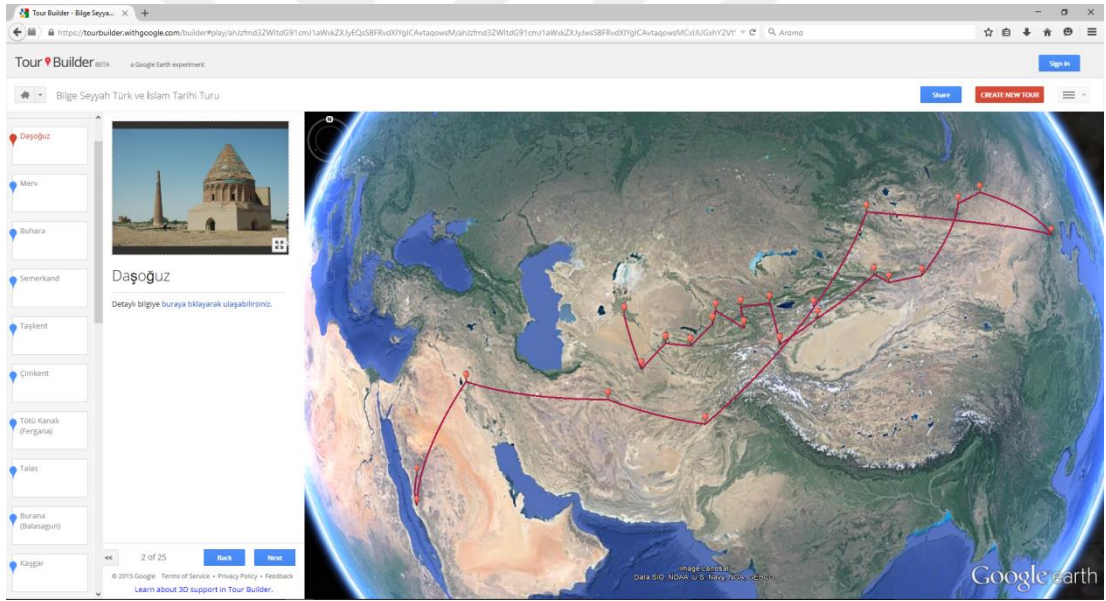 Tour Builder - Bilge Seyya...
https://tourbuilder.withgoogle.com/builder#play/
Arama
Tour Builder BETA
a Google Earth experiment
Sign in
Bilge Seyyah Türk ve İslam Tarihi Turu
Share
CREATE NEW TOUR
Daşoğuz
Merv
Buhara
Semerkand
Taşkent
Çimkent
Tötü Kanalı
(Fergana)
Talas
Burana
(Balasagun)
Kaşgar
Daşoğuz
Detaylı bilgiye buraya tıklayarak ulaşabilirsiniz.
<< 2 of 25 Back Next
© 2015 Google Terms of Service • Privacy Policy • Feedback
Learn about 3D support in Tour Builder.
N
Image Landsat
Data SIO, NOAA, U.S. Navy, NGA, GEBCO
Google earth